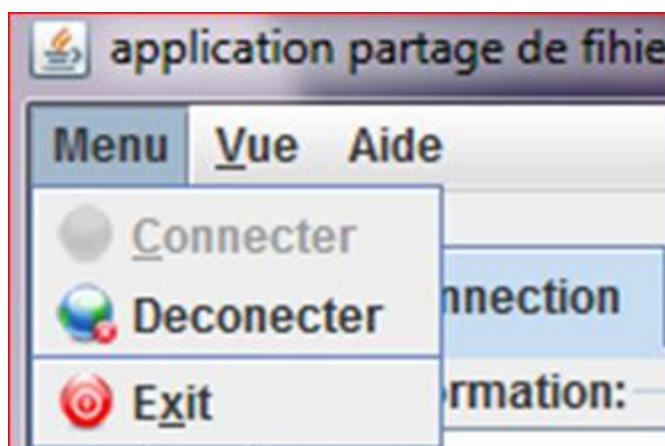 application partage de fihie
Menu Vue Aide
Connecter
Deconecter
nnection
Exit
rmation: